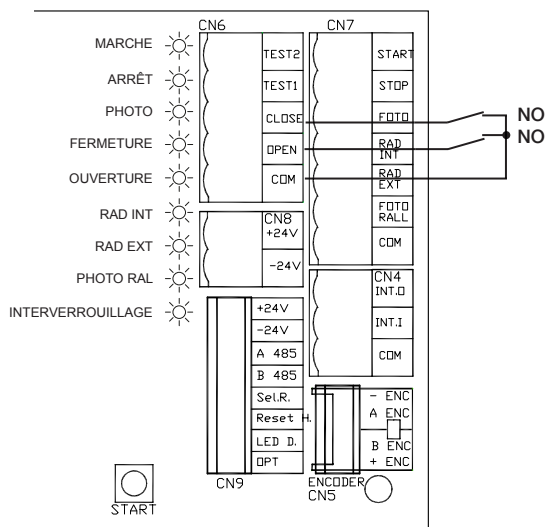 CN6
CN7
MARCHE
ARRÊT
PHOTO
FERMETURE
OUVERTURE
RAD INT
RAD EXT
PHOTO RAL
INTERVERROUILLAGE
TEST2
TEST1
CLOSE
OPEN
COM
START
STOP
FOTO
RAD
INT
RAD
EXT
FOTO
RALL
COM
NO
NO
CN8
+24V
-24V
CN4
INT.O
INT.I
COM
+24V
-24V
A 485
B 485
Sel.R.
Reset H.
LED D.
OPT
CN9
- ENC
A ENC
B ENC
+ ENC
ENCODER
CN5
START